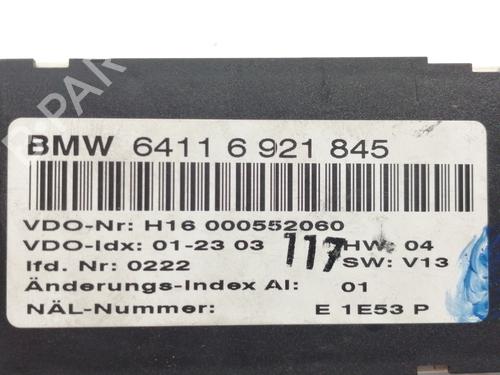 BMW 6411 6 921 845
VDO-Nr: H16 000552060
VDO-Idx: 01-23 03 117 HW: 04
lfd. Nr: 0222 SW: V13
Änderungs-Index AI: 01
NÄL-Nummer: E 1E53 P